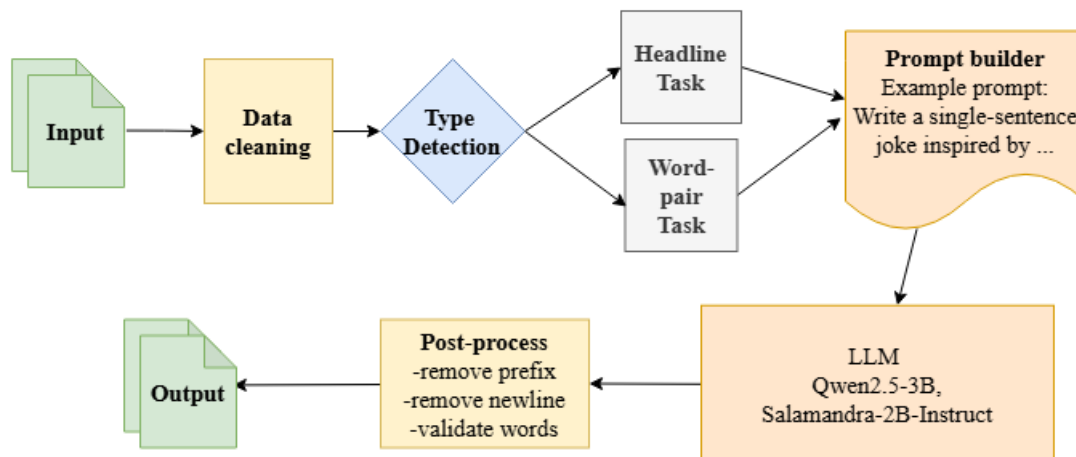 Input
Data
cleaning
Type
Detection
Headline
Task
Word-
pair
Task
Prompt builder
Example prompt:
Write a single-sentence
joke inspired by ...
LLM
Qwen2.5-3B,
Salamandra-2B-Instruct
Post-process
-remove prefix
-remove newline
-validate words
Output